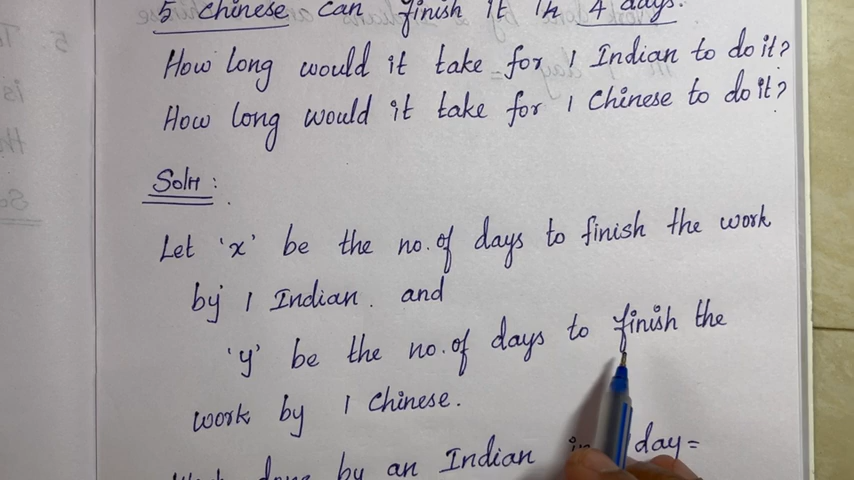 5 Chinese can finish it in 4 days.
How long would it take for 1 Indian to do it?
How long would it take for 1 Chinese to do it?
Soln:
Let 'x' be the no. of days to finish the work
by 1 Indian. and
'y' be the no. of days to finish the
work by 1 Chinese.
Work done by an Indian in day=